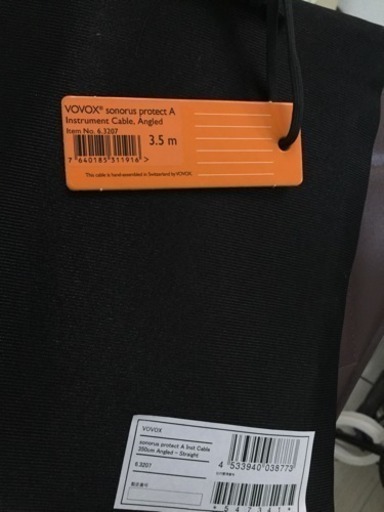 VOVOX® sonorus protect A
Instrument Cable, Angled
Item No. 6.3207
3.5 m
7 640185 311916 >
This cable is hand-assembled in Switzerland by VOVOX.
VOVOX
sonorus protect A Inst Cable
350cm Angled - Straight
6.3207
4 533940 038773
*547141*